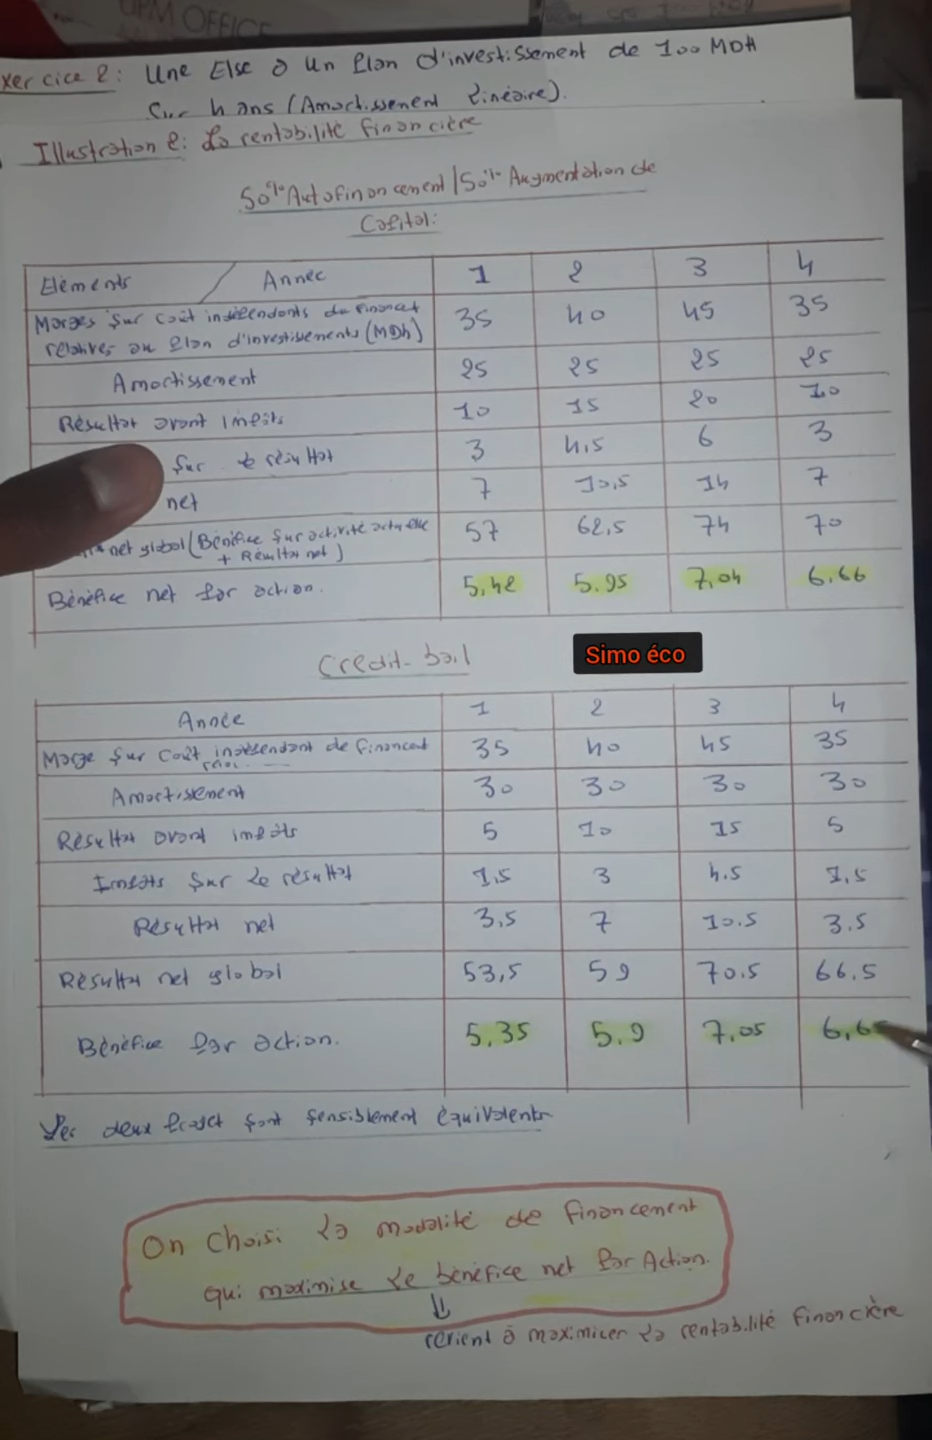 UPM OFFICE
xercice 2: Une Else à un Plan d'investissement de 100 MDH
Sur 4 ans (Amortissement linéaire).
Illustration 2: La rentabilité financière
50% Autofinancement / 50% Augmentation de
Capital:
Eléments / Année 1 2 3 4
Marges sur coût indépendants du financet
relatives au Plan d'investissements (MDh) 35 40 45 35
Amortissement 25 25 25 25
Résultat avant impôts 10 15 20 10
sur le résultat 3 4,5 6 3
net 7 10,5 14 7
net global (Bénéfice sur activité actuelle
+ Résultat net) 57 62,5 74 70
Bénéfice net par action. 5,42 5.95 7,04 6.66
Crédit-bail
Simo éco
Année 1 2 3 4
Marge sur coût indépendant de financent 35 40 45 35
Amortissement 30 30 30 30
Résultat avant impôts 5 10 15 5
Impôts sur le résultat 1,5 3 4.5 1,5
Résultat net 3,5 7 10.5 3.5
Résultat net global 53,5 59 70.5 66.5
Bénéfice par action. 5,35 5.9 7,05 6,65
Les deux projet sont sensiblement équivalents
On choisi la modalité de financement
qui maximise le bénéfice net par Action.
⇓
revient à maximiser la rentabilité financière